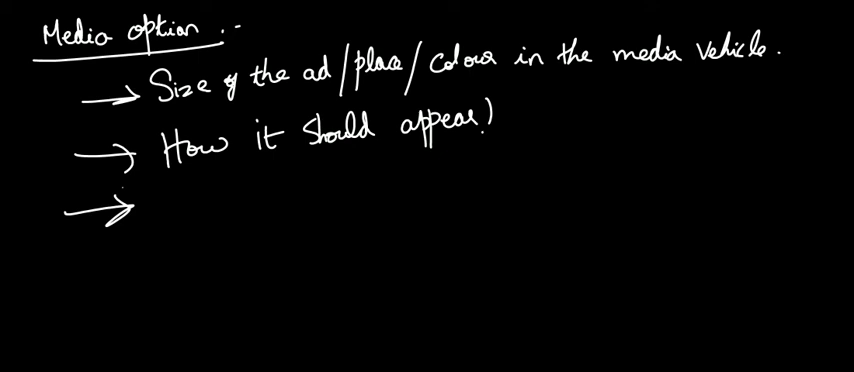 Media option :-
→ Size of the ad/place/colour in the media vehicle.
→ How it should appear?
→